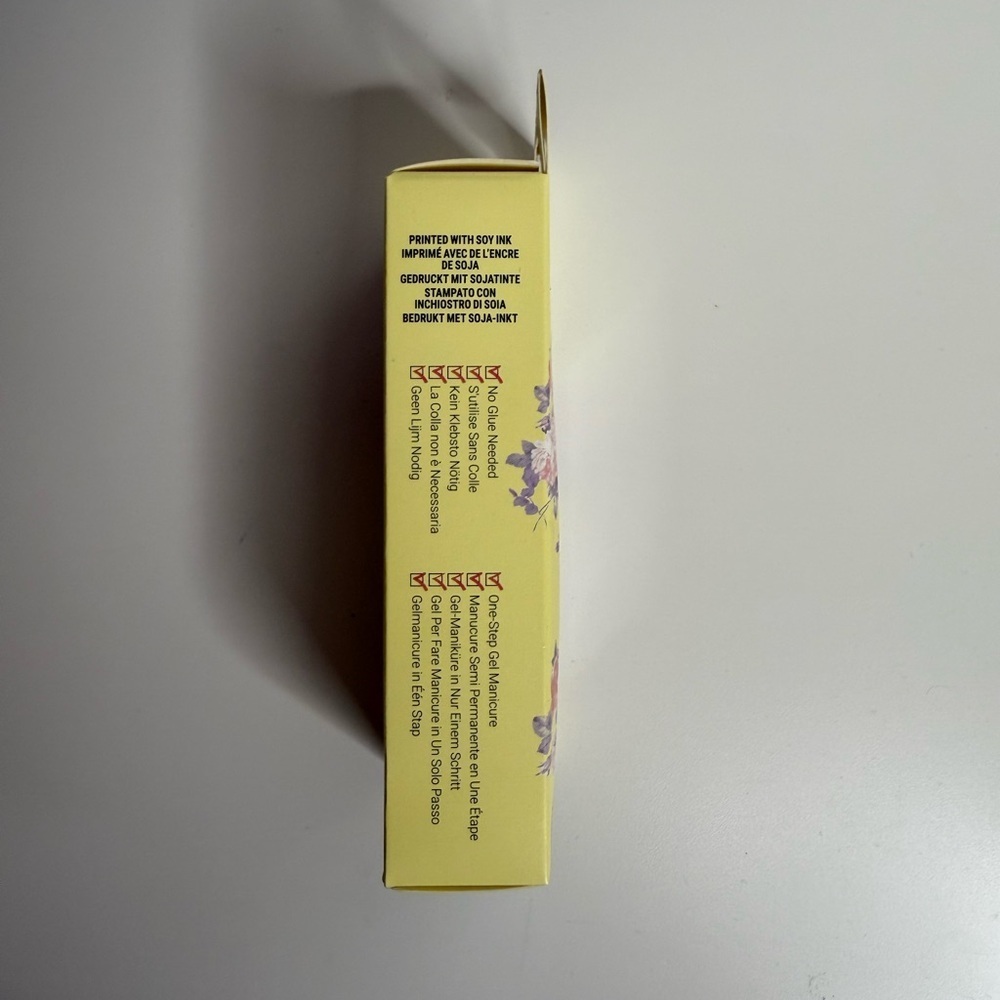 PRINTED WITH SOY INK
IMPRIMÉ AVEC DE L'ENCRE
DE SOJA
GEDRUCKT MIT SOJATINTE
STAMPATO CON
INCHIOSTRO DI SOIA
BEDRUKT MET SOJA-INKT
No Glue Needed
S'utilise Sans Colle
Kein Klebsto Nötig
La Colla non è Necessaria
Geen Lijm Nodig
One-Step Gel Manicure
Manucure Semi Permanente en Une Étape
Gel-Maniküre in Nur Einem Schritt
Gel Per Fare Manicure in Un Solo Passo
Gelmanicure in Één Stap